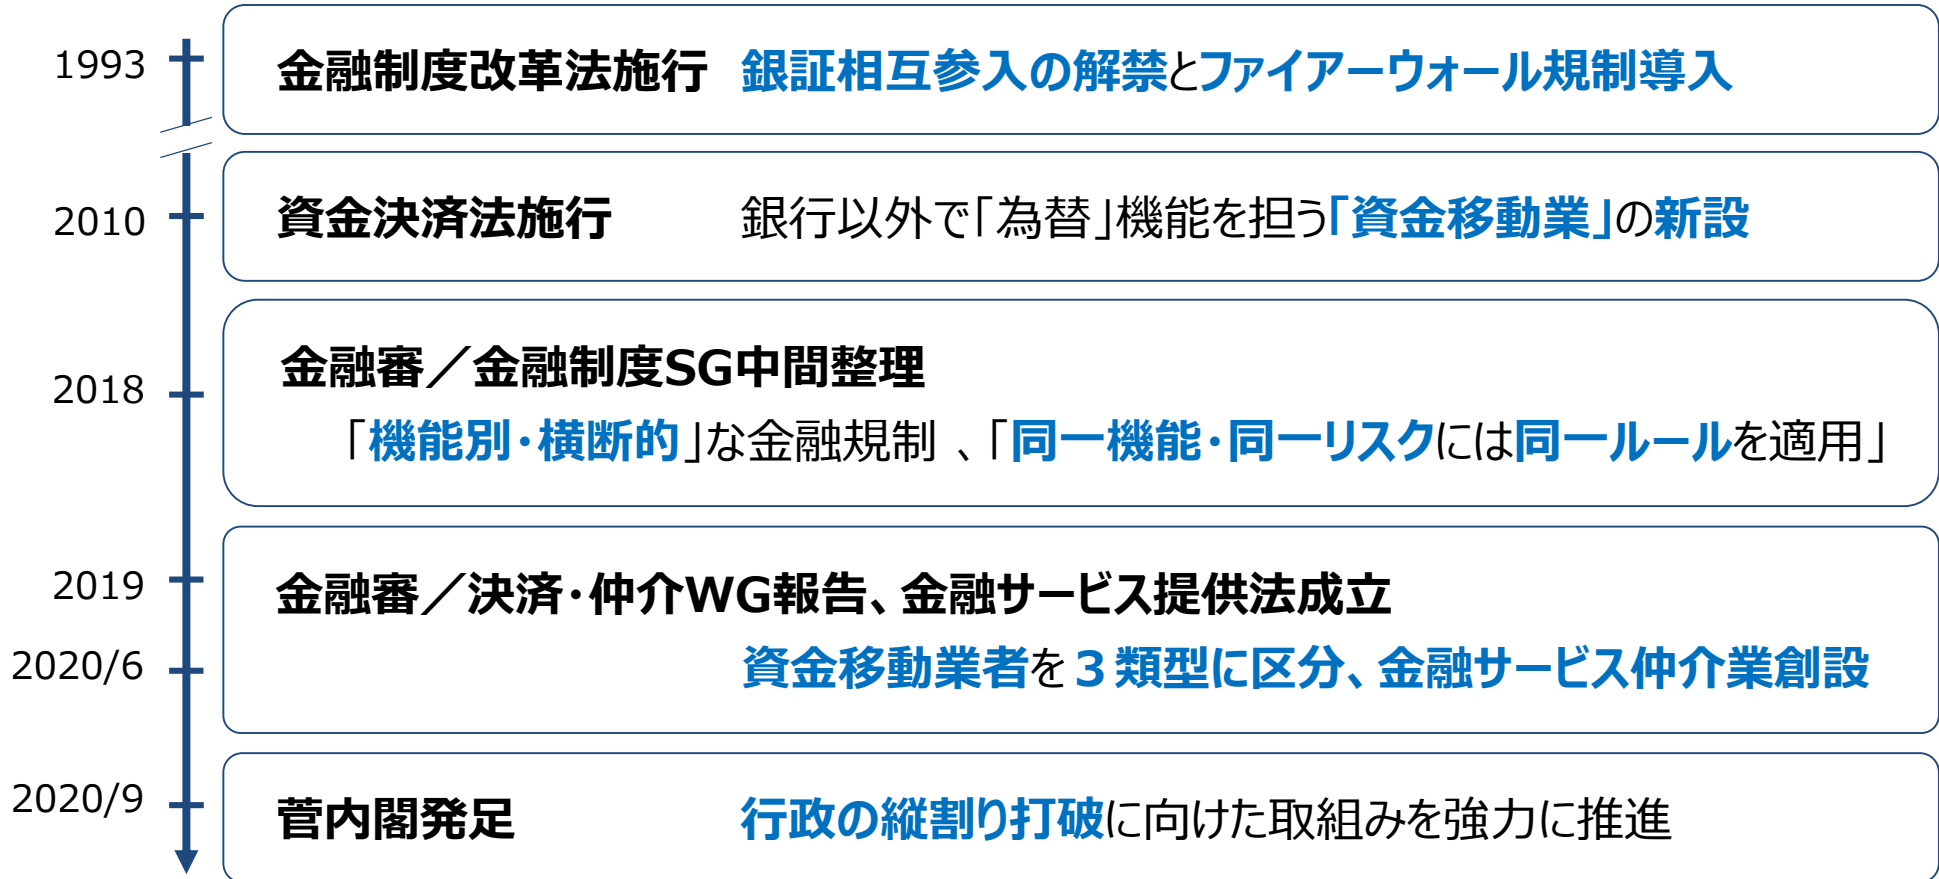 1993
金融制度改革法施行 銀証相互参入の解禁とファイアーウォール規制導入
2010
資金決済法施行 銀行以外で「為替」機能を担う「資金移動業」の新設
2018
金融審／金融制度SG中間整理
「機能別・横断的」な金融規制 、「同一機能・同一リスクには同一ルールを適用」
2019
金融審／決済・仲介WG報告、金融サービス提供法成立
2020/6
資金移動業者を３類型に区分、金融サービス仲介業創設
2020/9
菅内閣発足 行政の縦割り打破に向けた取組みを強力に推進